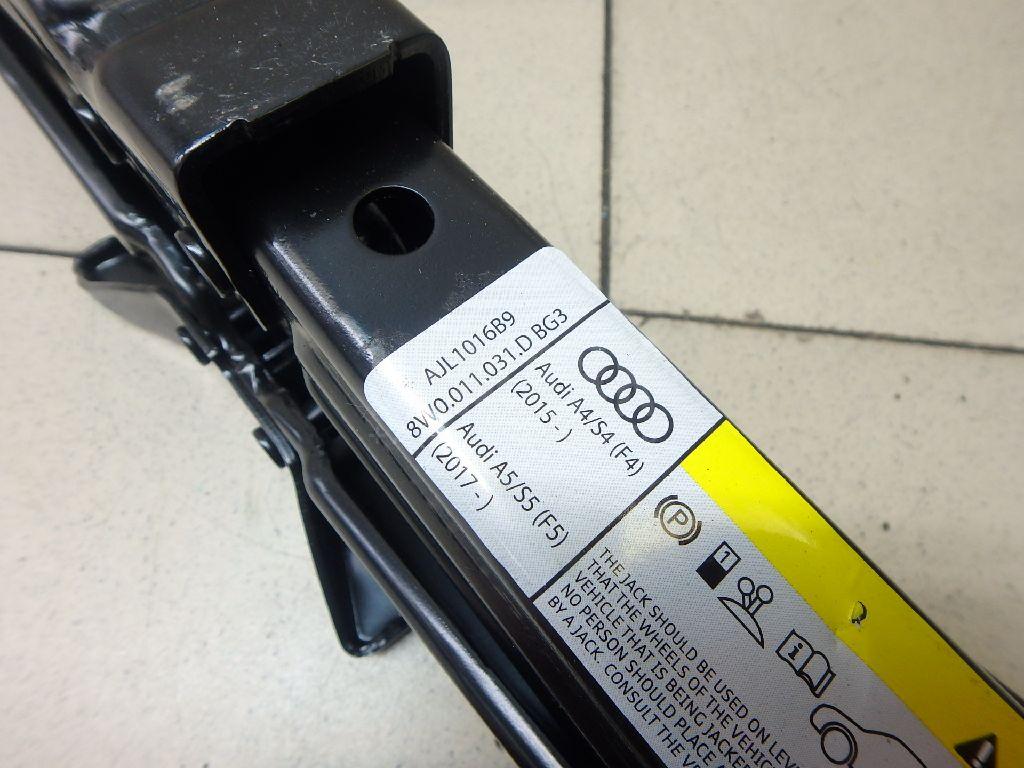 AJL1016B9
8W0.011.031.D BG3
Audi A4/S4 (F4)
(2015 - )
Audi A5/S5 (F5)
(2017 - )
P
1
i
THE JACK SHOULD BE USED ON
THAT THE WHEELS OF THE
VEHICLE THAT IS BEING JACKED
NO PERSON SHOULD PLACE
BY A JACK. CONSULT THE